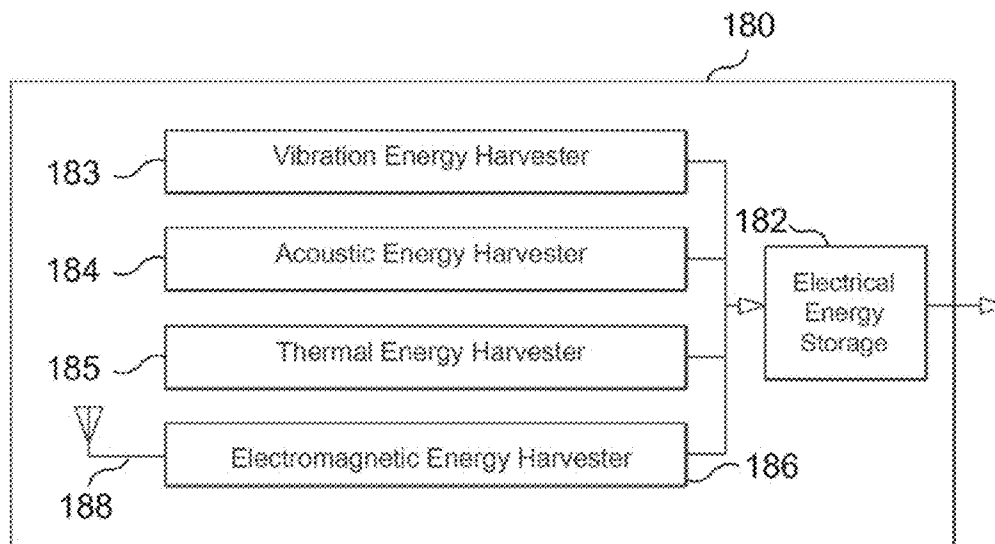 180
183
Vibration Energy Harvester
182
184
Acoustic Energy Harvester
Electrical
Energy
Storage
185
Thermal Energy Harvester
Electromagnetic Energy Harvester
186
188